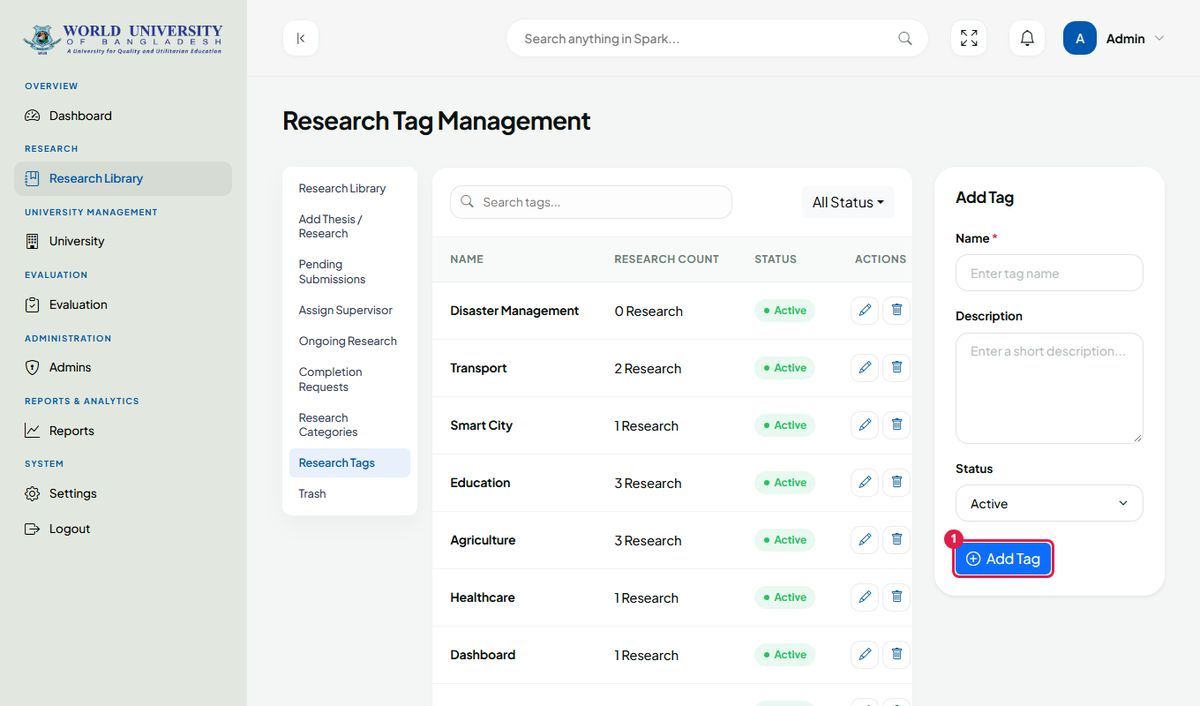 WORLD UNIVERSITY
OF BANGLADESH
A University for Quality and Utilitarian Education
OVERVIEW
Dashboard
RESEARCH
Research Library
UNIVERSITY MANAGEMENT
University
EVALUATION
Evaluation
ADMINISTRATION
Admins
REPORTS & ANALYTICS
Reports
SYSTEM
Settings
Logout
Search anything in Spark...
A Admin
Research Tag Management
Research Library
Add Thesis /
Research
Pending
Submissions
Assign Supervisor
Ongoing Research
Completion
Requests
Research
Categories
Research Tags
Trash
Search tags...
All Status
NAME RESEARCH COUNT STATUS ACTIONS
Disaster Management 0 Research Active
Transport 2 Research Active
Smart City 1 Research Active
Education 3 Research Active
Agriculture 3 Research Active
Healthcare 1 Research Active
Dashboard 1 Research Active
Add Tag
Name *
Enter tag name
Description
Enter a short description...
Status
Active
1
Add Tag